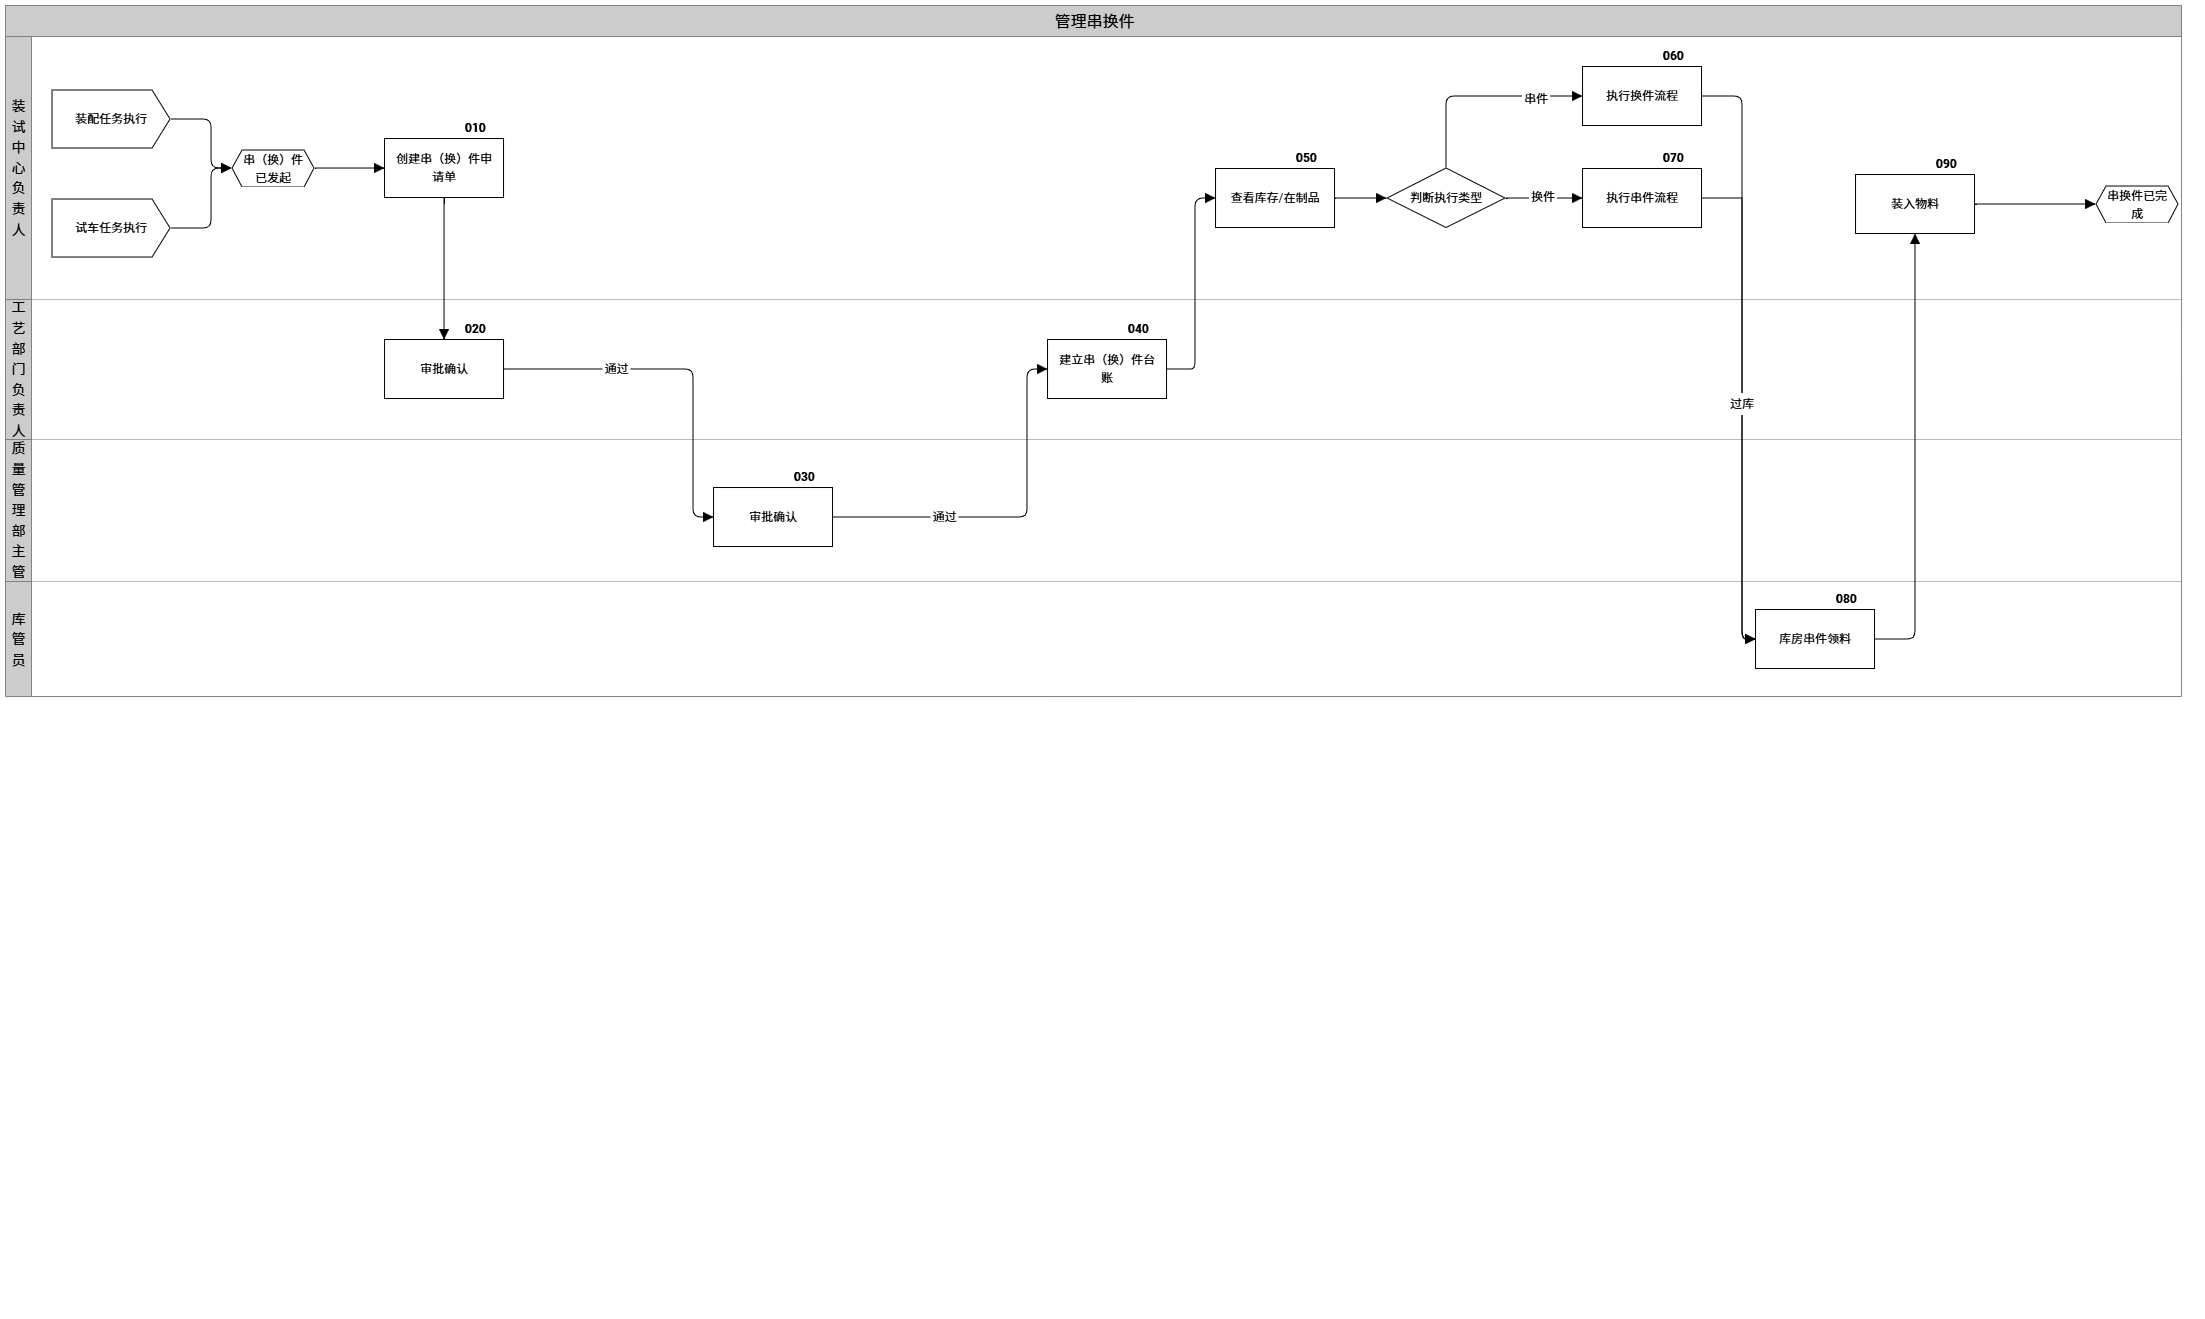 管理串换件
装试中心负责人
装配任务执行
试车任务执行
串（换）件
已发起
010
创建串（换）件申
请单
050
查看库存/在制品
判断执行类型
串件
换件
060
执行换件流程
070
执行串件流程
090
装入物料
串换件已完
成
工艺部门负责人
020
审批确认
通过
040
建立串（换）件台
账
过库
质量管理部主管
030
审批确认
通过
库管员
080
库房串件领料